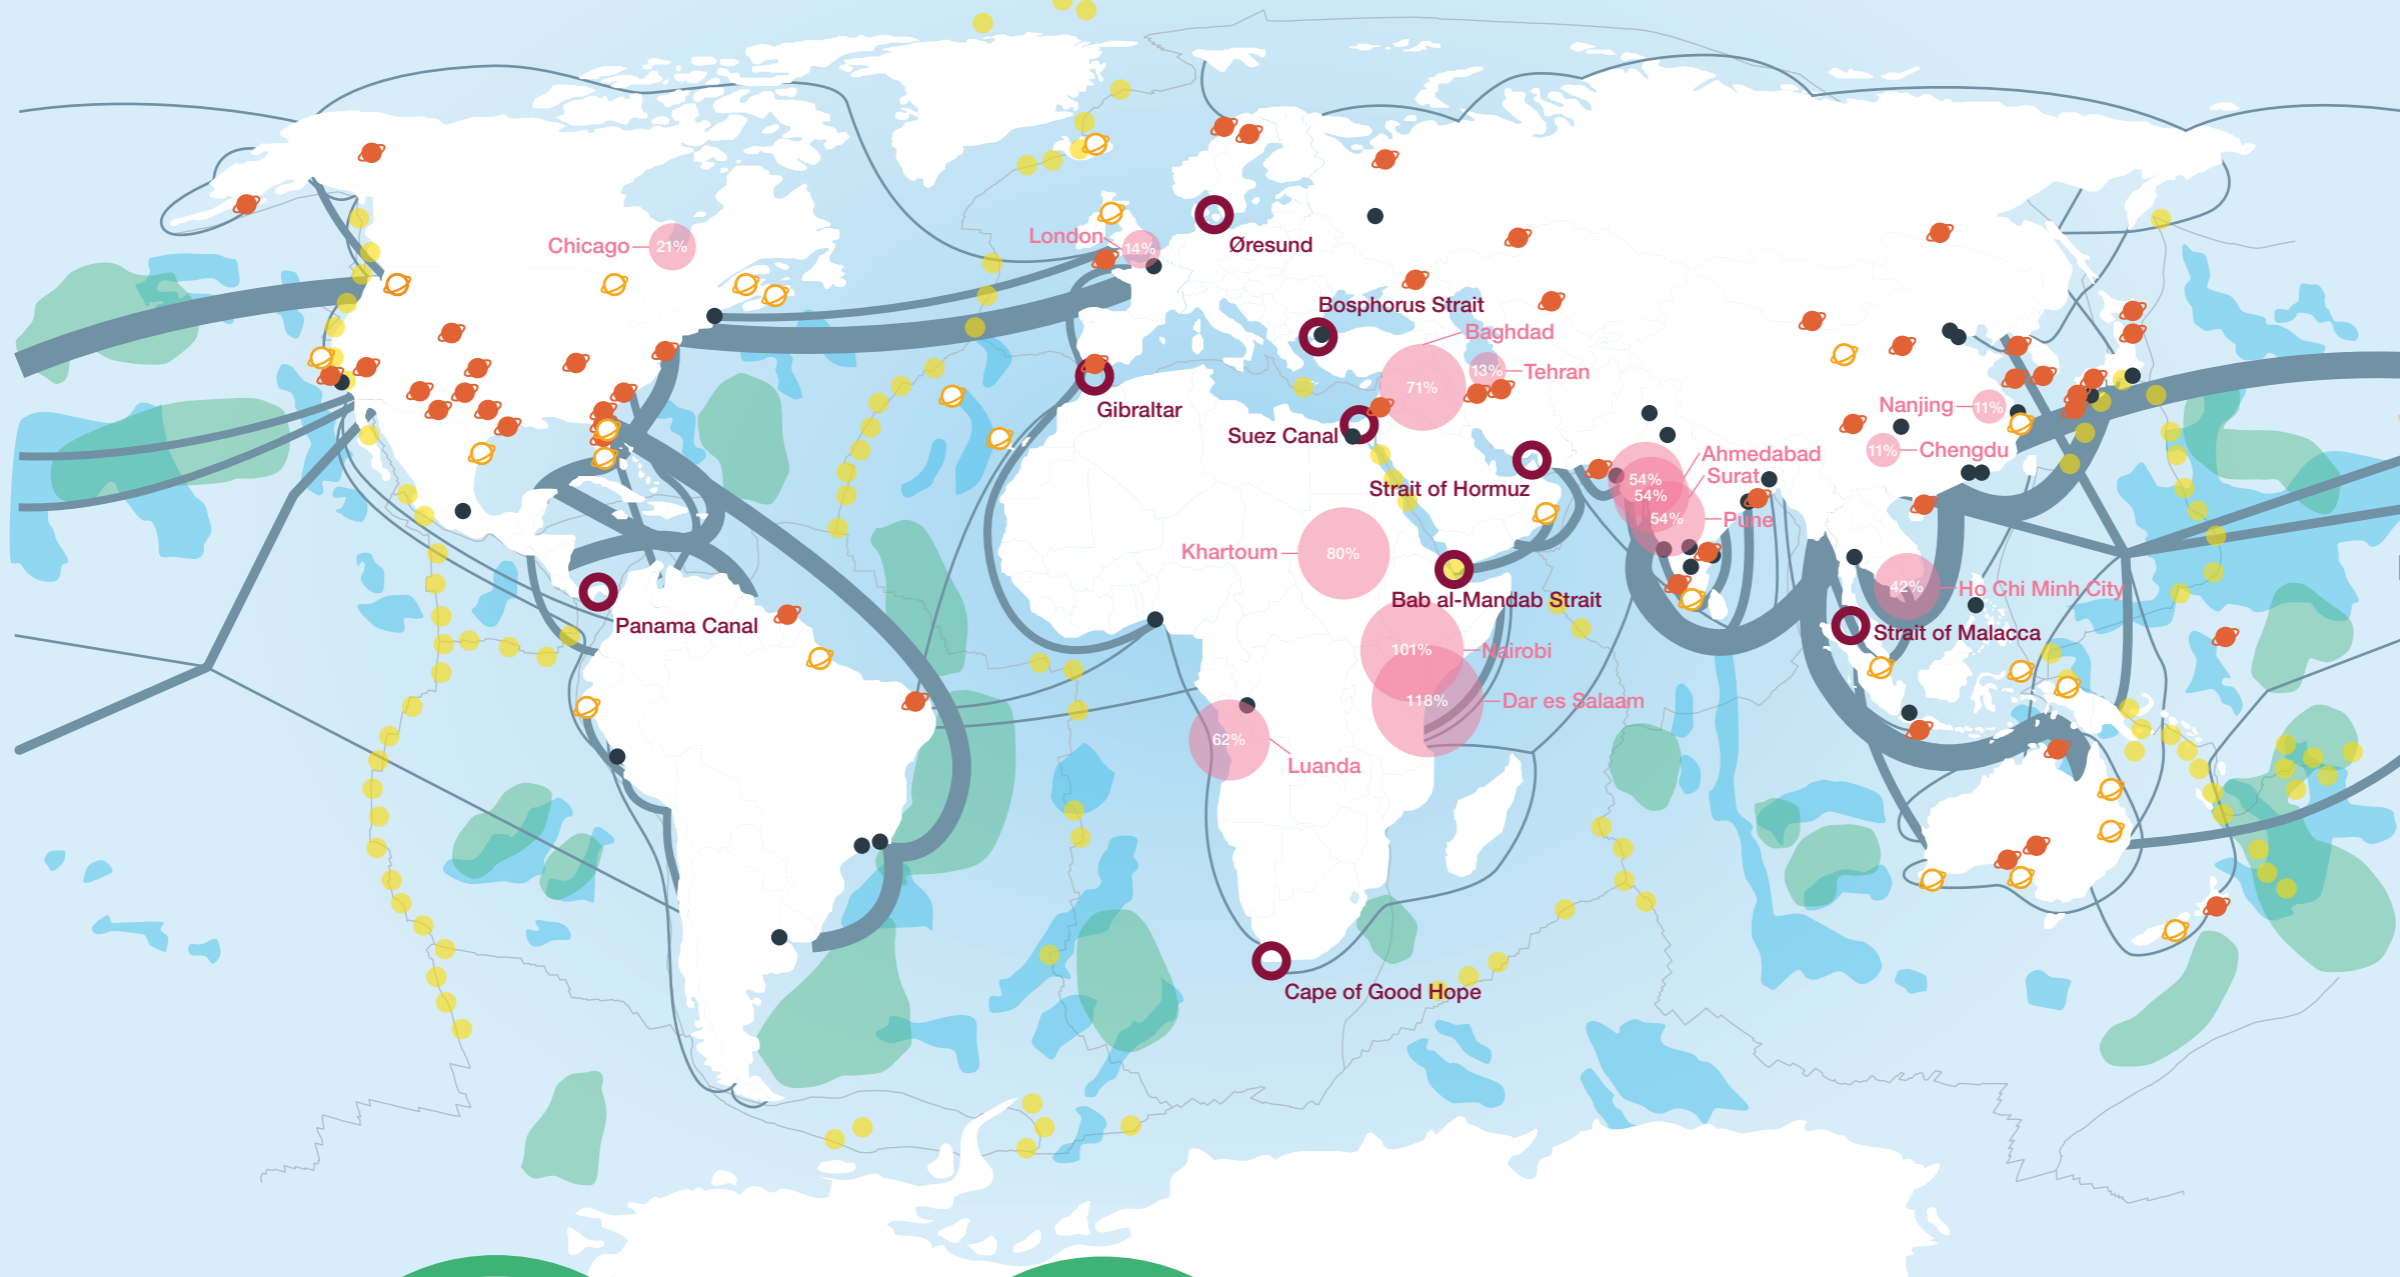 Chicago
21%
London
14%
Øresund
Bosphorus Strait
Baghdad
71%
13%
Tehran
Gibraltar
Nanjing
11%
Suez Canal
11%
Chengdu
Ahmedabad
54%
Surat
54%
Strait of Hormuz
54%
Pune
Khartoum
80%
42%
Ho Chi Minh City
Bab al-Mandab Strait
Panama Canal
Strait of Malacca
101%
Nairobi
118%
Dar es Salaam
62%
Luanda
Cape of Good Hope